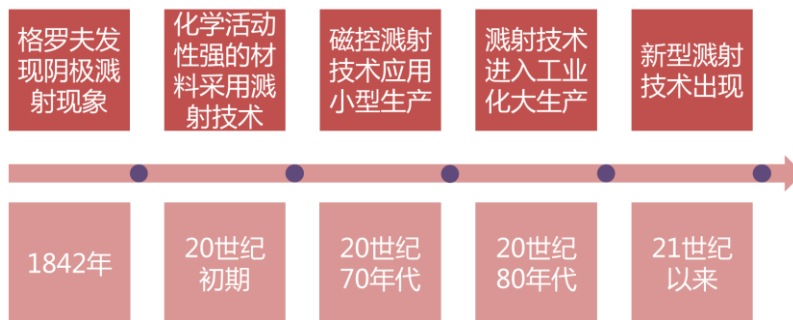 格罗夫发
现阴极溅
射现象
化学活动
性强的材
料采用溅
射技术
磁控溅射
技术应用
小型生产
溅射技术
进入工业
化大生产
新型溅射
技术出现
1842年
20世纪
初期
20世纪
70年代
20世纪
80年代
21世纪
以来